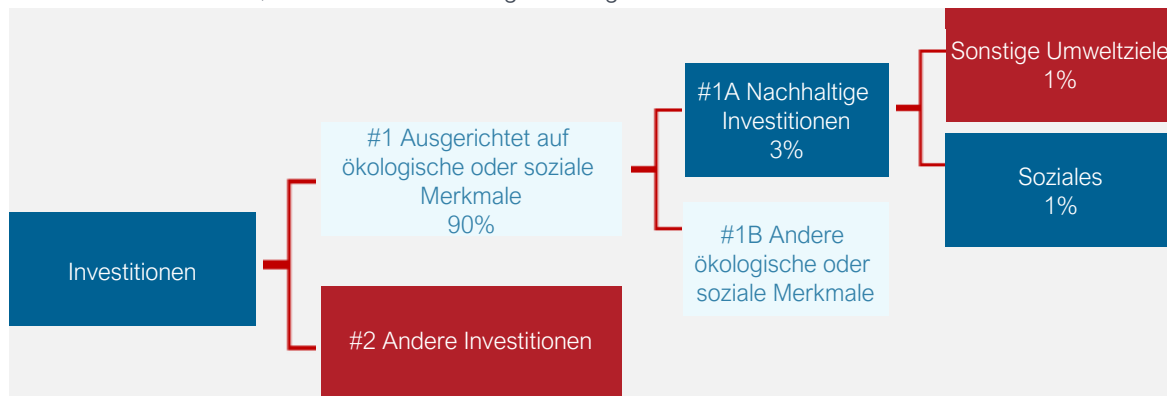 Investitionen
#1 Ausgerichtet auf
ökologische oder soziale
Merkmale
90%
#2 Andere Investitionen
#1A Nachhaltige
Investitionen
3%
#1B Andere
ökologische oder
soziale Merkmale
Sonstige Umweltziele
1%
Soziales
1%